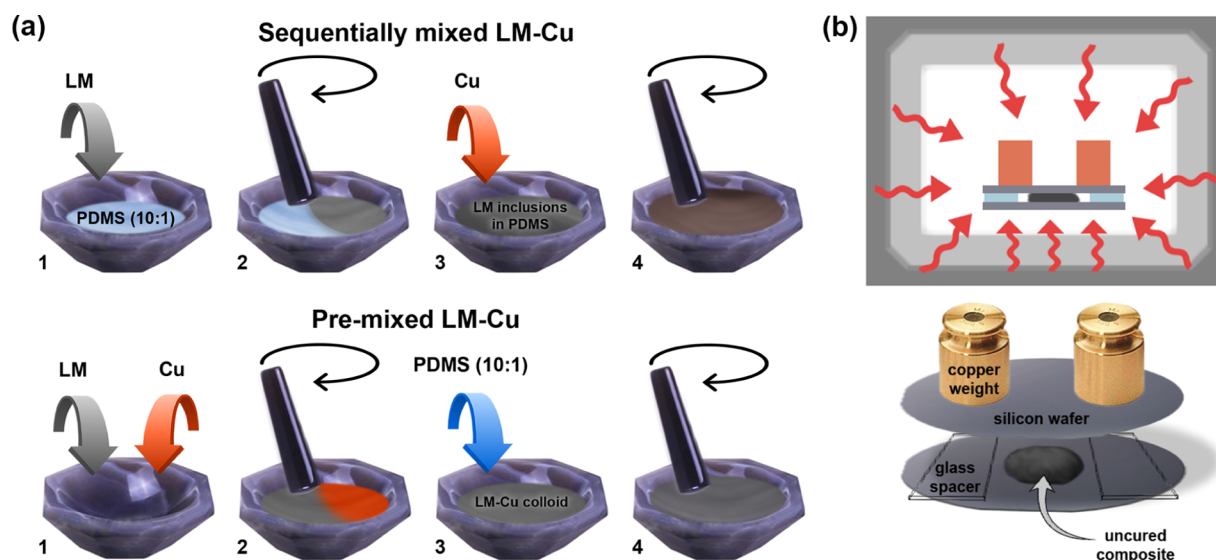 (a)
Sequentially mixed LM-Cu
LM
Cu
PDMS (10:1)
LM inclusions
in PDMS
1
2
3
4
Pre-mixed LM-Cu
LM
Cu
PDMS (10:1)
LM-Cu colloid
1
2
3
4
(b)
copper
weight
silicon wafer
glass
spacer
uncured
composite